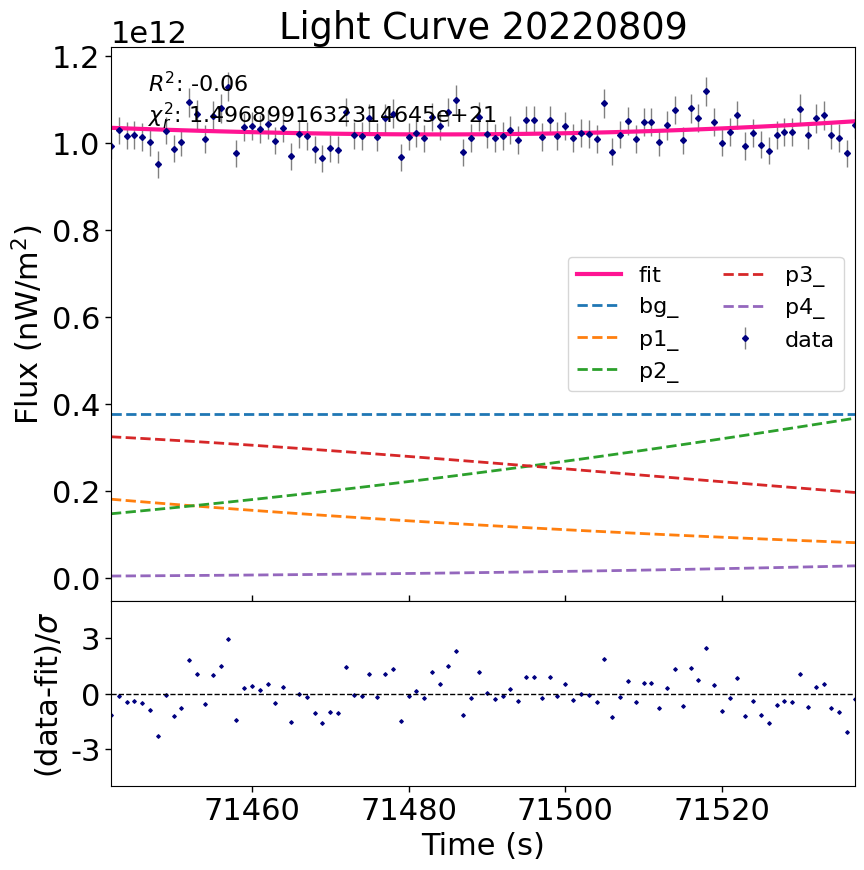 Light Curve 20220809
1e12
R²: -0.06
χ²: 1.4968991632314645e+21
1.2
1.0
0.8
0.6
0.4
0.2
0.0
Flux (nW/m²)
fit
bg_
p1_
p2_
p3_
p4_
data
3
0
-3
(data-fit)/σ
71460 71480 71500 71520
Time (s)